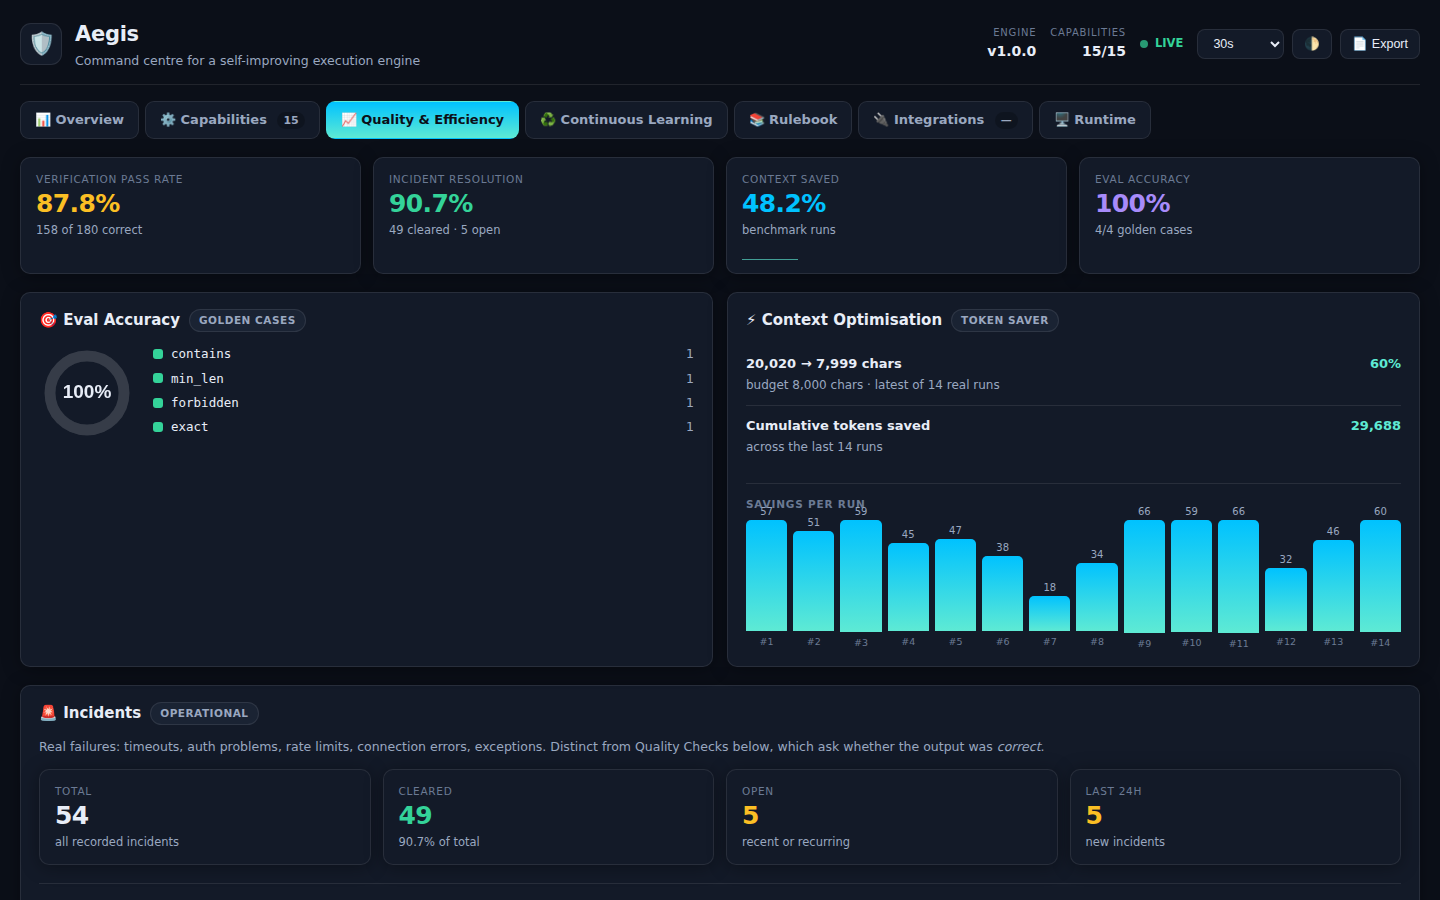 Aegis
Command centre for a self-improving execution engine
ENGINE
v1.0.0
CAPABILITIES
15/15
LIVE
30s
Export
Overview
Capabilities 15
Quality & Efficiency
Continuous Learning
Rulebook
Integrations —
Runtime
VERIFICATION PASS RATE
87.8%
158 of 180 correct
INCIDENT RESOLUTION
90.7%
49 cleared · 5 open
CONTEXT SAVED
48.2%
benchmark runs
EVAL ACCURACY
100%
4/4 golden cases
Eval Accuracy GOLDEN CASES
100%
contains 1
min_len 1
forbidden 1
exact 1
Context Optimisation TOKEN SAVER
20,020 → 7,999 chars 60%
budget 8,000 chars · latest of 14 real runs
Cumulative tokens saved 29,688
across the last 14 runs
SAVINGS PER RUN
57 51 59 45 47 38 18 34 66 59 66 32 46 60
#1 #2 #3 #4 #5 #6 #7 #8 #9 #10 #11 #12 #13 #14
Incidents OPERATIONAL
Real failures: timeouts, auth problems, rate limits, connection errors, exceptions. Distinct from Quality Checks below, which ask whether the output was correct.
TOTAL
54
all recorded incidents
CLEARED
49
90.7% of total
OPEN
5
recent or recurring
LAST 24H
5
new incidents